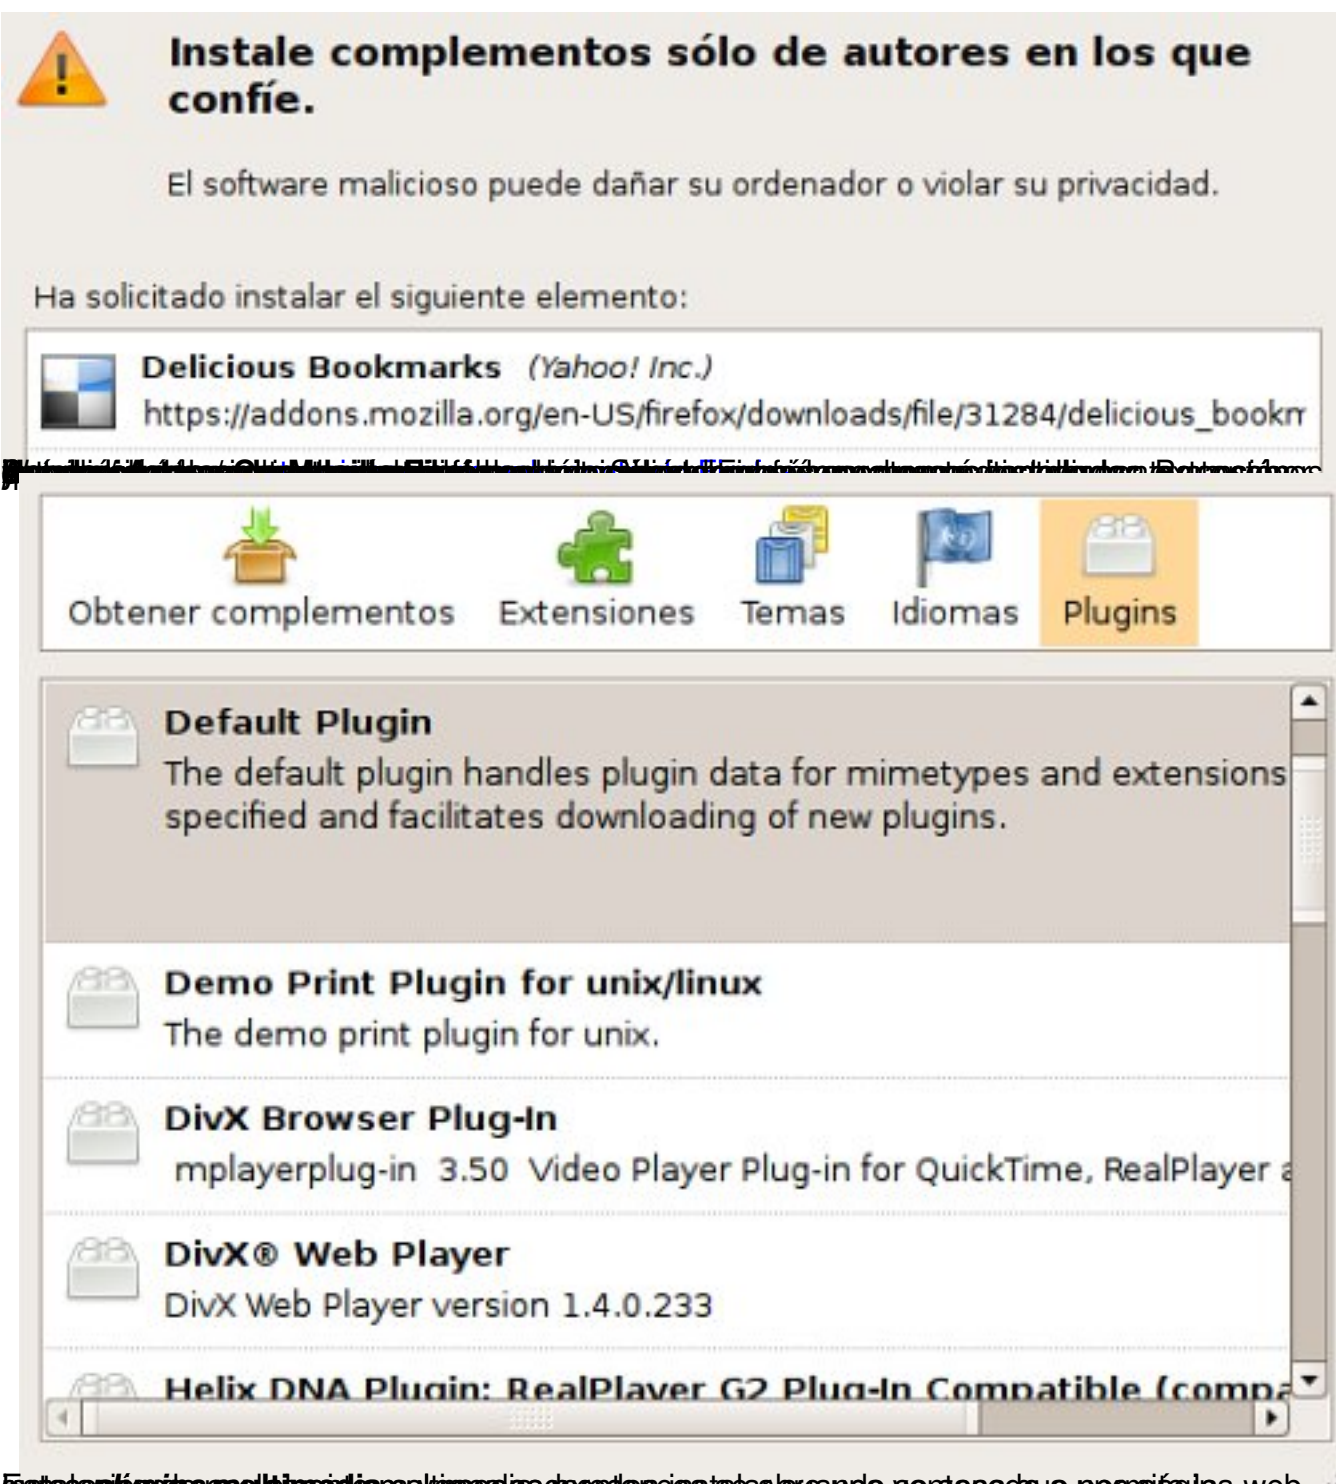 Instale complementos sólo de autores en los que
confíe.
El software malicioso puede dañar su ordenador o violar su privacidad.
Ha solicitado instalar el siguiente elemento:
Delicious Bookmarks (Yahoo! Inc.)
https://addons.mozilla.org/en-US/firefox/downloads/file/31284/delicious_bookm
Obtener complementos Extensiones Temas Idiomas Plugins
Default Plugin
The default plugin handles plugin data for mimetypes and extensions
specified and facilitates downloading of new plugins.
Demo Print Plugin for unix/linux
The demo print plugin for unix.
DivX Browser Plug-In
mplayerplug-in 3.50 Video Player Plug-in for QuickTime, RealPlayer a
DivX® Web Player
DivX Web Player version 1.4.0.233
Helix DNA Plugin: RealPlayer G2 Plug-In Compatible (compa